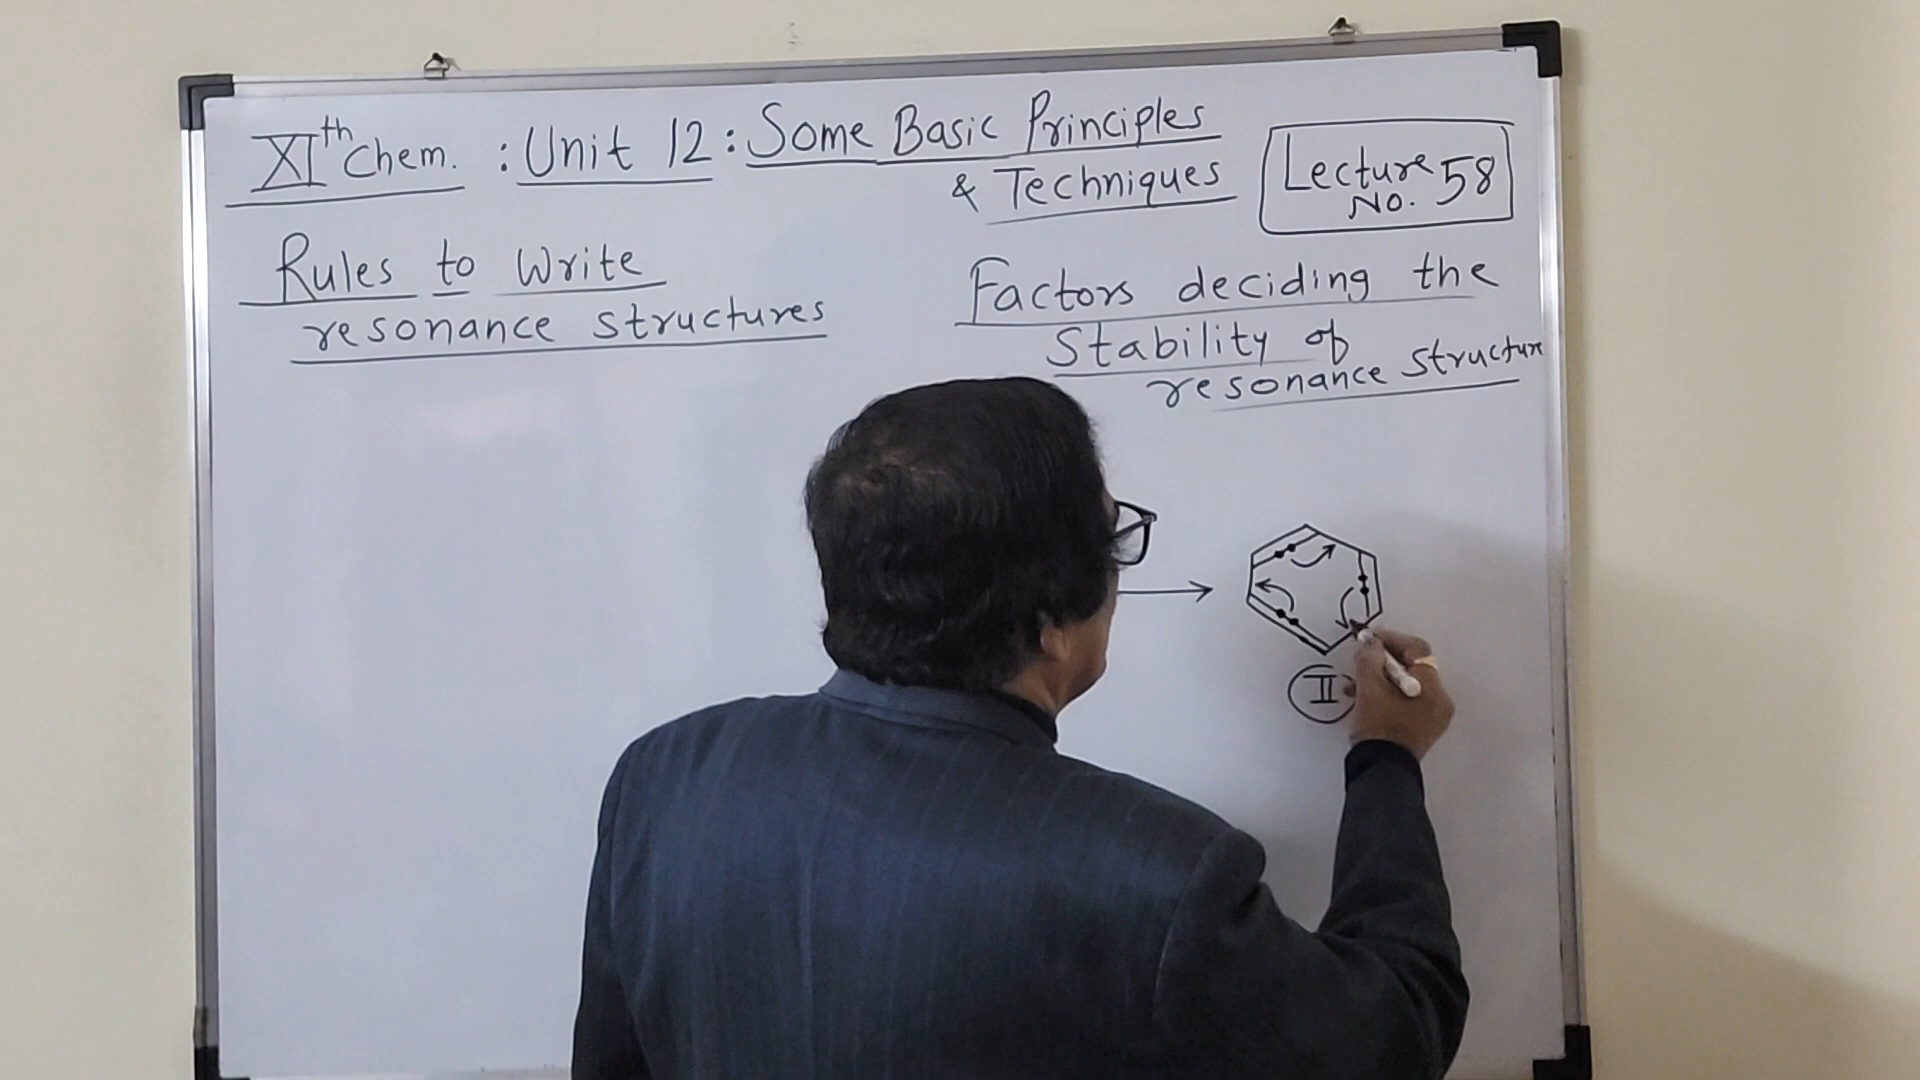 XIth Chem. : Unit 12 : Some Basic Principles
& Techniques
Lecture
No. 58
Rules to Write
resonance structures
Factors deciding the
Stability of
resonance structure
II